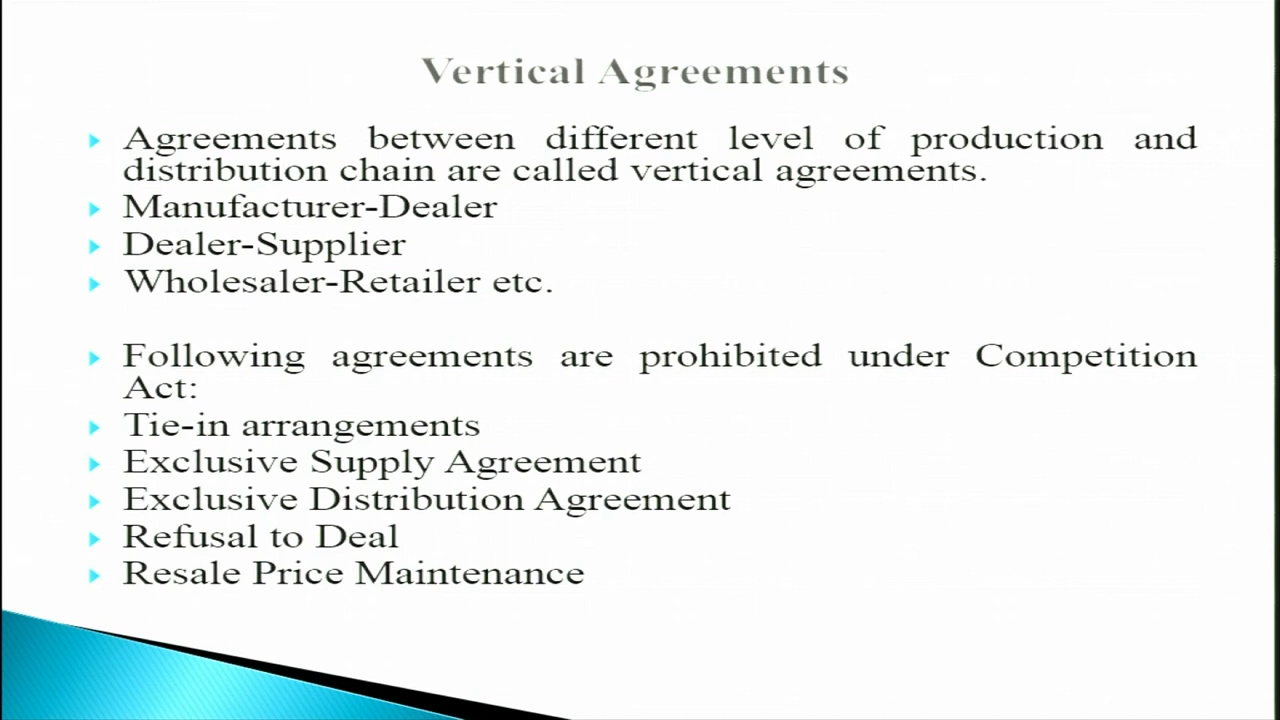 Vertical Agreements
Agreements between different level of production and
distribution chain are called vertical agreements.
Manufacturer-Dealer
Dealer-Supplier
Wholesaler-Retailer etc.
Following agreements are prohibited under Competition
Act:
Tie-in arrangements
Exclusive Supply Agreement
Exclusive Distribution Agreement
Refusal to Deal
Resale Price Maintenance